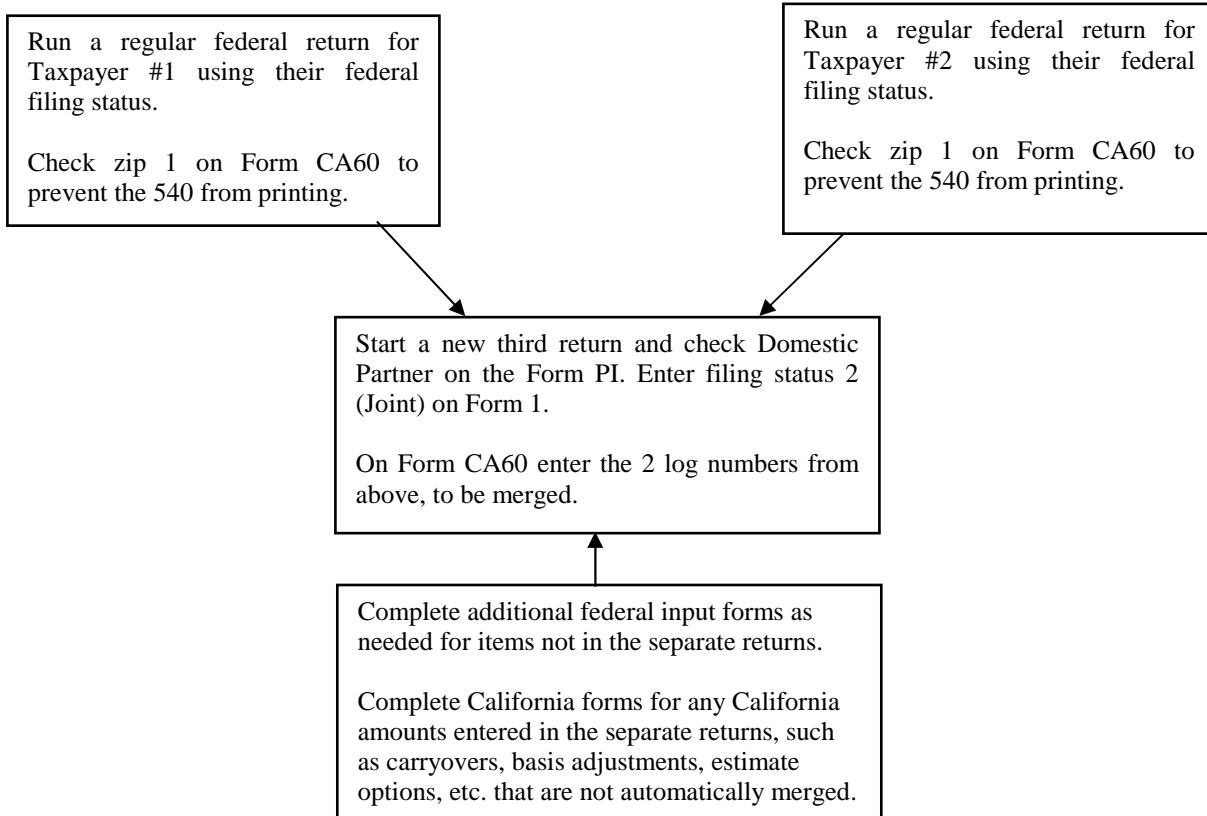 Run a regular federal return for
Taxpayer #1 using their federal
filing status.
Check zip 1 on Form CA60 to
prevent the 540 from printing.
Run a regular federal return for
Taxpayer #2 using their federal
filing status.
Check zip 1 on Form CA60 to
prevent the 540 from printing.
Start a new third return and check Domestic
Partner on the Form PI. Enter filing status 2
(Joint) on Form 1.
On Form CA60 enter the 2 log numbers from
above, to be merged.
Complete additional federal input forms as
needed for items not in the separate returns.
Complete California forms for any California
amounts entered in the separate returns, such
as carryovers, basis adjustments, estimate
options, etc. that are not automatically merged.